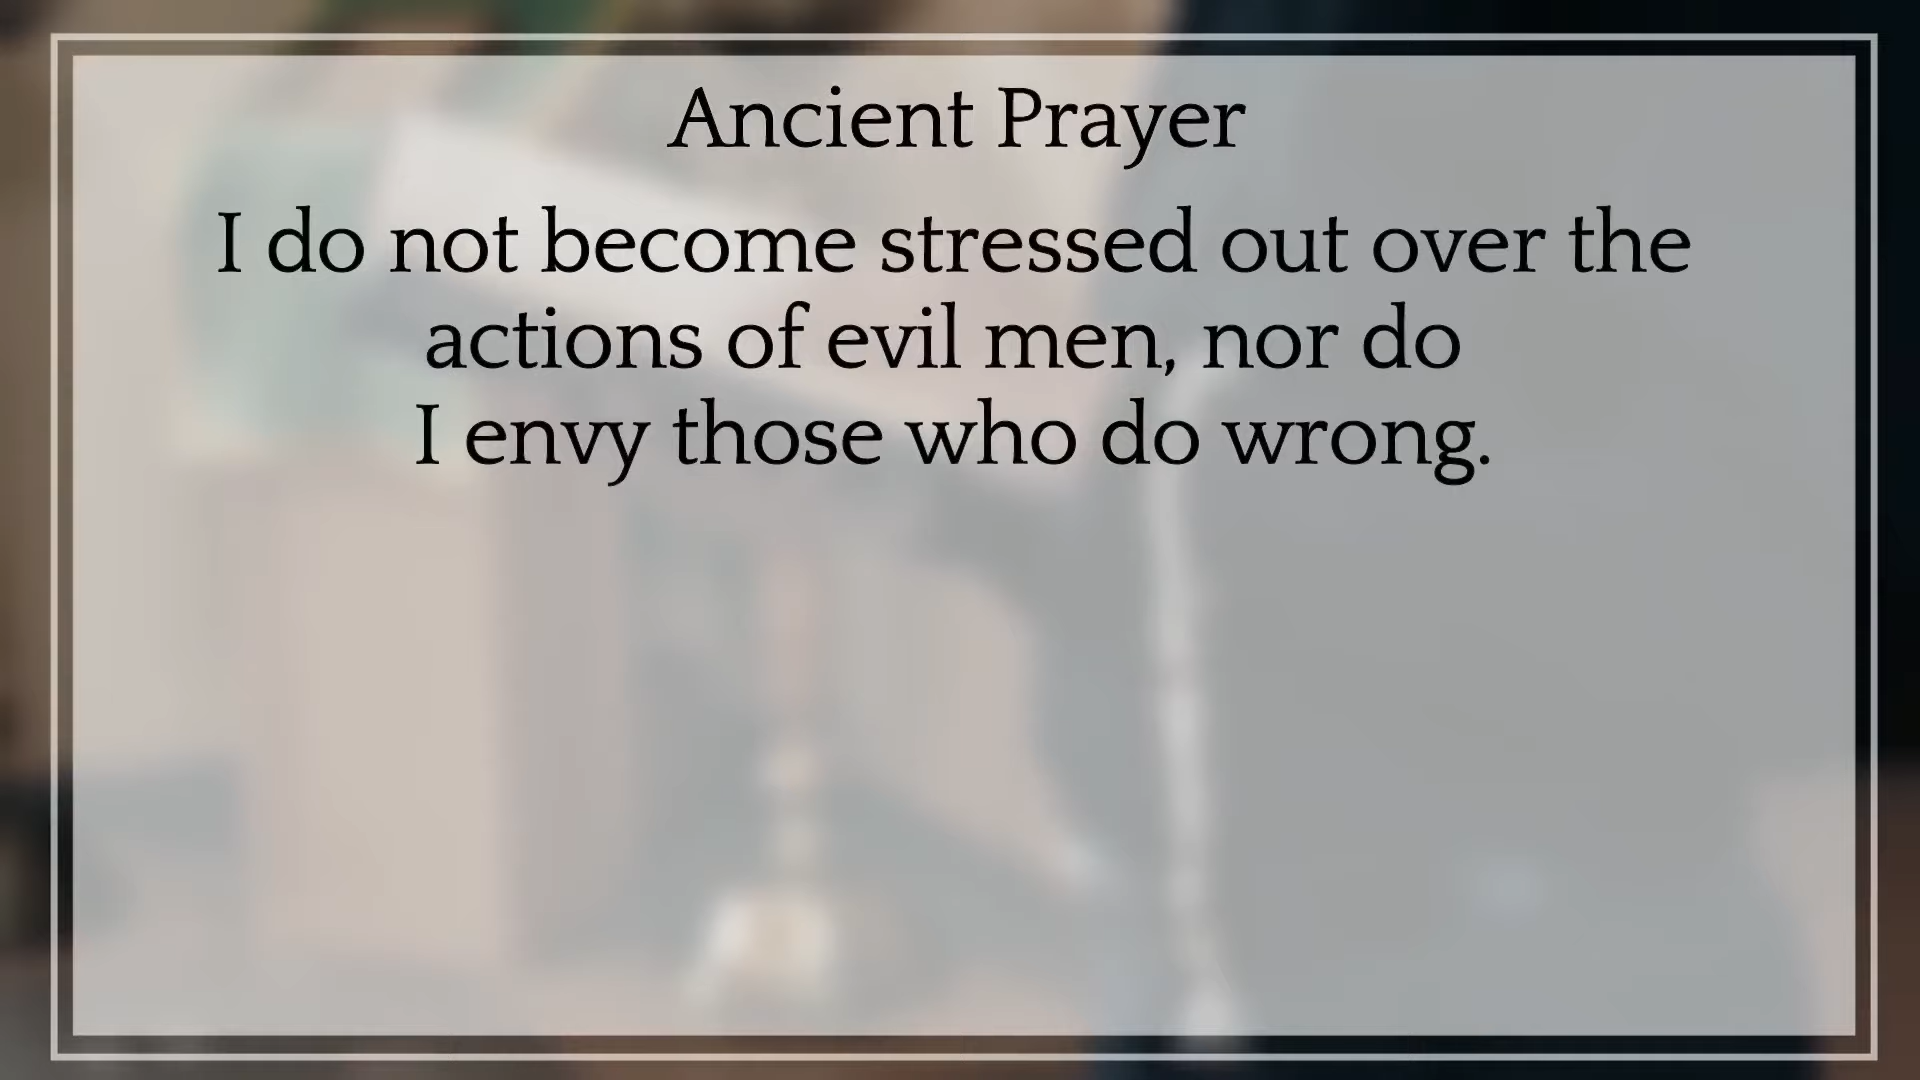 Ancient Prayer
I do not become stressed out over the
actions of evil men, nor do
I envy those who do wrong.